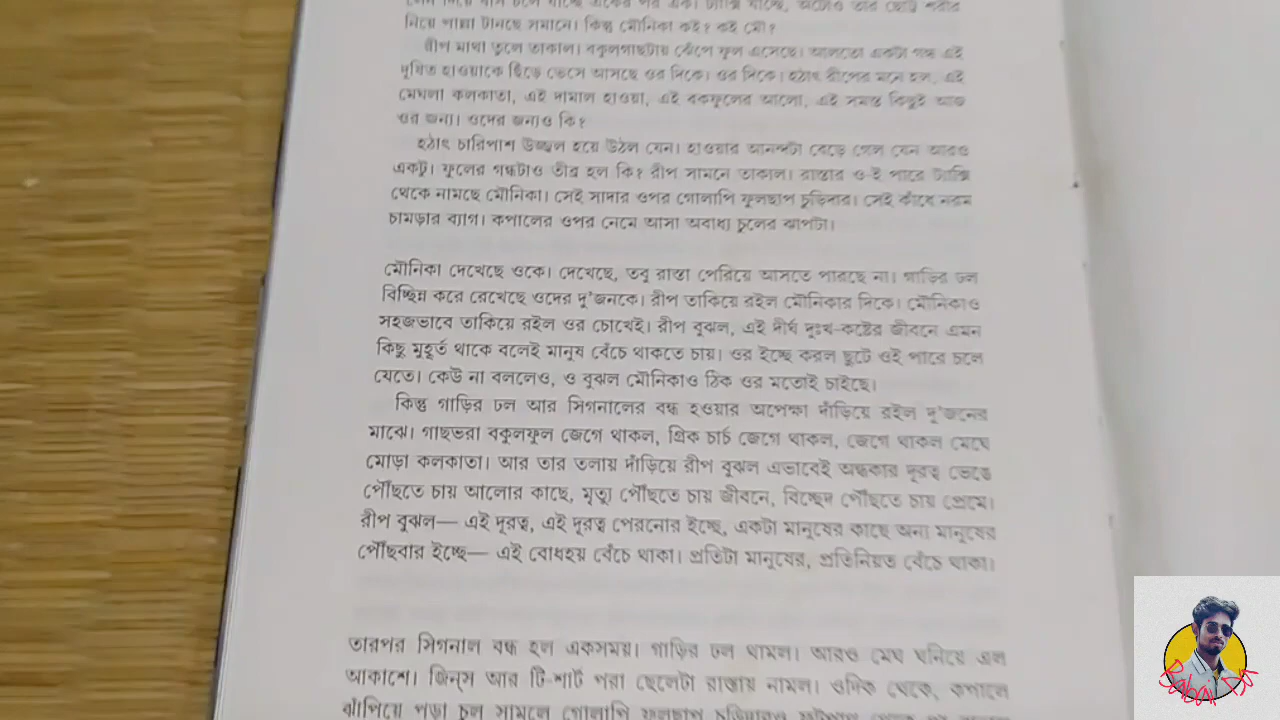 নিয়ে পাল্লা টানছে সমানে। কিন্তু মৌনিকা কই? কই মৌ?
রীপ মাথা তুলে তাকাল। বকুলগাছটায় ঝেঁপে ফুল এসেছে। আলতো একটা গন্ধ এই
দূষিত হাওয়াকে ছিঁড়ে ভেসে আসছে ওর দিকে। ওর দিকে। হঠাৎ রীপের মনে হল, এই
মেঘলা কলকাতা, এই দামাল হাওয়া, এই বকফুলের আলো, এই সমস্ত কিছুই আজ
ওর জন্য। ওদের জন্যও কি?
হঠাৎ চারিপাশ উজ্জ্বল হয়ে উঠল যেন। হাওয়ার আনন্দটা বেড়ে গেল যেন আরও
একটু। ফুলের গন্ধটাও তীব্র হল কি? রীপ সামনে তাকাল। রাস্তার ও-ই পারে ট্যাক্সি
থেকে নামছে মৌনিকা। সেই সাদার ওপর গোলাপি ফুলছাপ চুড়িদার। সেই কাঁধে নরম
চামড়ার ব্যাগ। কপালের ওপর নেমে আসা অবাধ্য চুলের ঝাপটা।
মৌনিকা দেখেছে ওকে। দেখেছে, তবু রাস্তা পেরিয়ে আসতে পারছে না। গাড়ির ঢল
বিচ্ছিন্ন করে রেখেছে ওদের দু'জনকে। রীপ তাকিয়ে রইল মৌনিকার দিকে। মৌনিকাও
সহজভাবে তাকিয়ে রইল ওর চোখেই। রীপ বুঝল, এই দীর্ঘ দুঃখ-কষ্টের জীবনে এমন
কিছু মুহূর্ত থাকে বলেই মানুষ বেঁচে থাকতে চায়। ওর ইচ্ছে করল ছুটে ওই পারে চলে
যেতে। কেউ না বললেও, ও বুঝল মৌনিকাও ঠিক ওর মতোই চাইছে।
কিন্তু গাড়ির ঢল আর সিগনালের বন্ধ হওয়ার অপেক্ষা দাঁড়িয়ে রইল দু'জনের
মাঝে। গাছভরা বকুলফুল জেগে থাকল, গ্রিক চার্চ জেগে থাকল, জেগে থাকল মেঘে
মোড়া কলকাতা। আর তার তলায় দাঁড়িয়ে রীপ বুঝল এভাবেই অন্ধকার দূরত্ব ভেঙে
পৌঁছতে চায় আলোর কাছে, মৃত্যু পৌঁছতে চায় জীবনে, বিচ্ছেদ পৌঁছতে চায় প্রেমে।
রীপ বুঝল— এই দূরত্ব, এই দূরত্ব পেরনোর ইচ্ছে, একটা মানুষের কাছে অন্য মানুষের
পৌঁছবার ইচ্ছে— এই বোধহয় বেঁচে থাকা। প্রতিটা মানুষের, প্রতিনিয়ত বেঁচে থাকা।
তারপর সিগনাল বন্ধ হল একসময়। গাড়ির ঢল থামল। আরও মেঘ ঘনিয়ে এল
আকাশে। জিন্‌স আর টি-শার্ট পরা ছেলেটা রাস্তায় নামল। ওদিক থেকে, কপালে
ঝাঁপিয়ে পড়া চুল সামলে গোলাপি ফুলছাপ